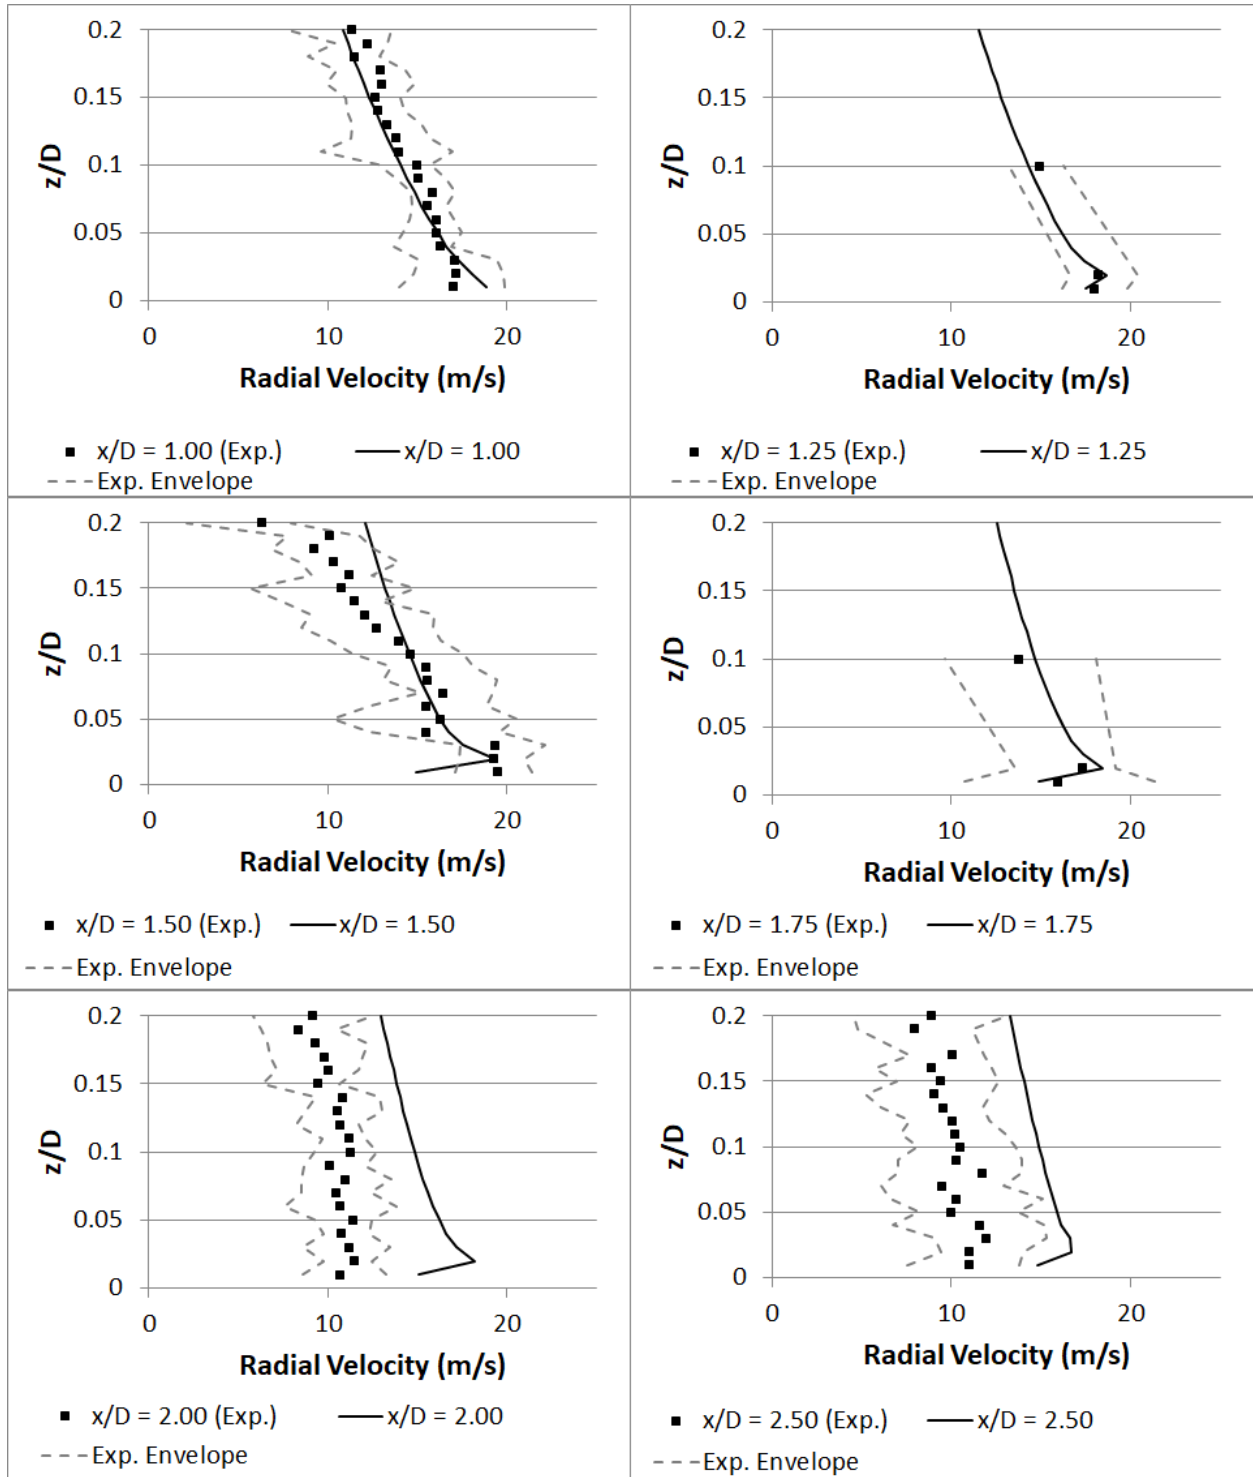 0.2
0.15
0.1
0.05
0
z/D
0 10 20
Radial Velocity (m/s)
x/D = 1.00 (Exp.) x/D = 1.00
Exp. Envelope
0.2
0.15
0.1
0.05
0
z/D
0 10 20
Radial Velocity (m/s)
x/D = 1.25 (Exp.) x/D = 1.25
Exp. Envelope
0.2
0.15
0.1
0.05
0
z/D
0 10 20
Radial Velocity (m/s)
x/D = 1.50 (Exp.) x/D = 1.50
Exp. Envelope
0.2
0.15
0.1
0.05
0
z/D
0 10 20
Radial Velocity (m/s)
x/D = 1.75 (Exp.) x/D = 1.75
Exp. Envelope
0.2
0.15
0.1
0.05
0
z/D
0 10 20
Radial Velocity (m/s)
x/D = 2.00 (Exp.) x/D = 2.00
Exp. Envelope
0.2
0.15
0.1
0.05
0
z/D
0 10 20
Radial Velocity (m/s)
x/D = 2.50 (Exp.) x/D = 2.50
Exp. Envelope